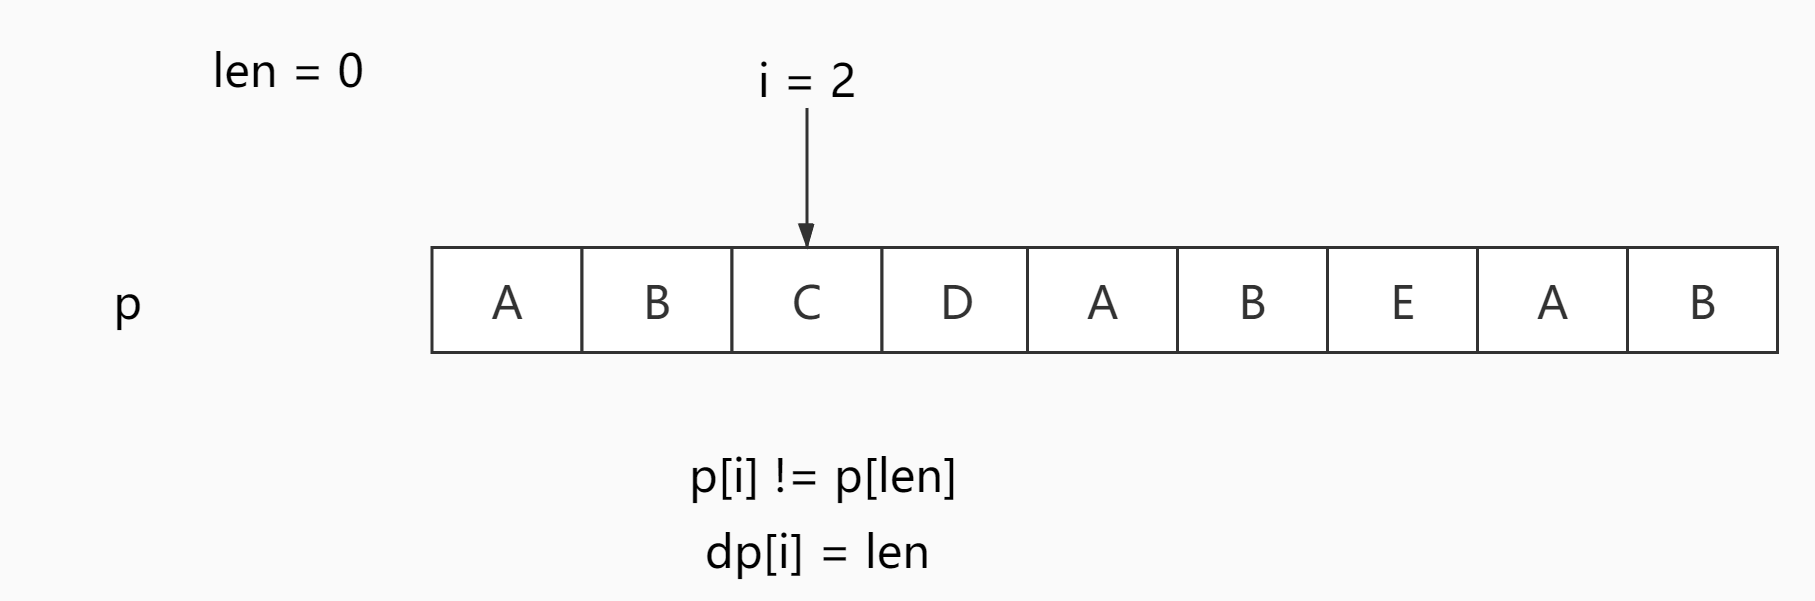 len = 0
i = 2
p
A B C D A B E A B
p[i] != p[len]
dp[i] = len